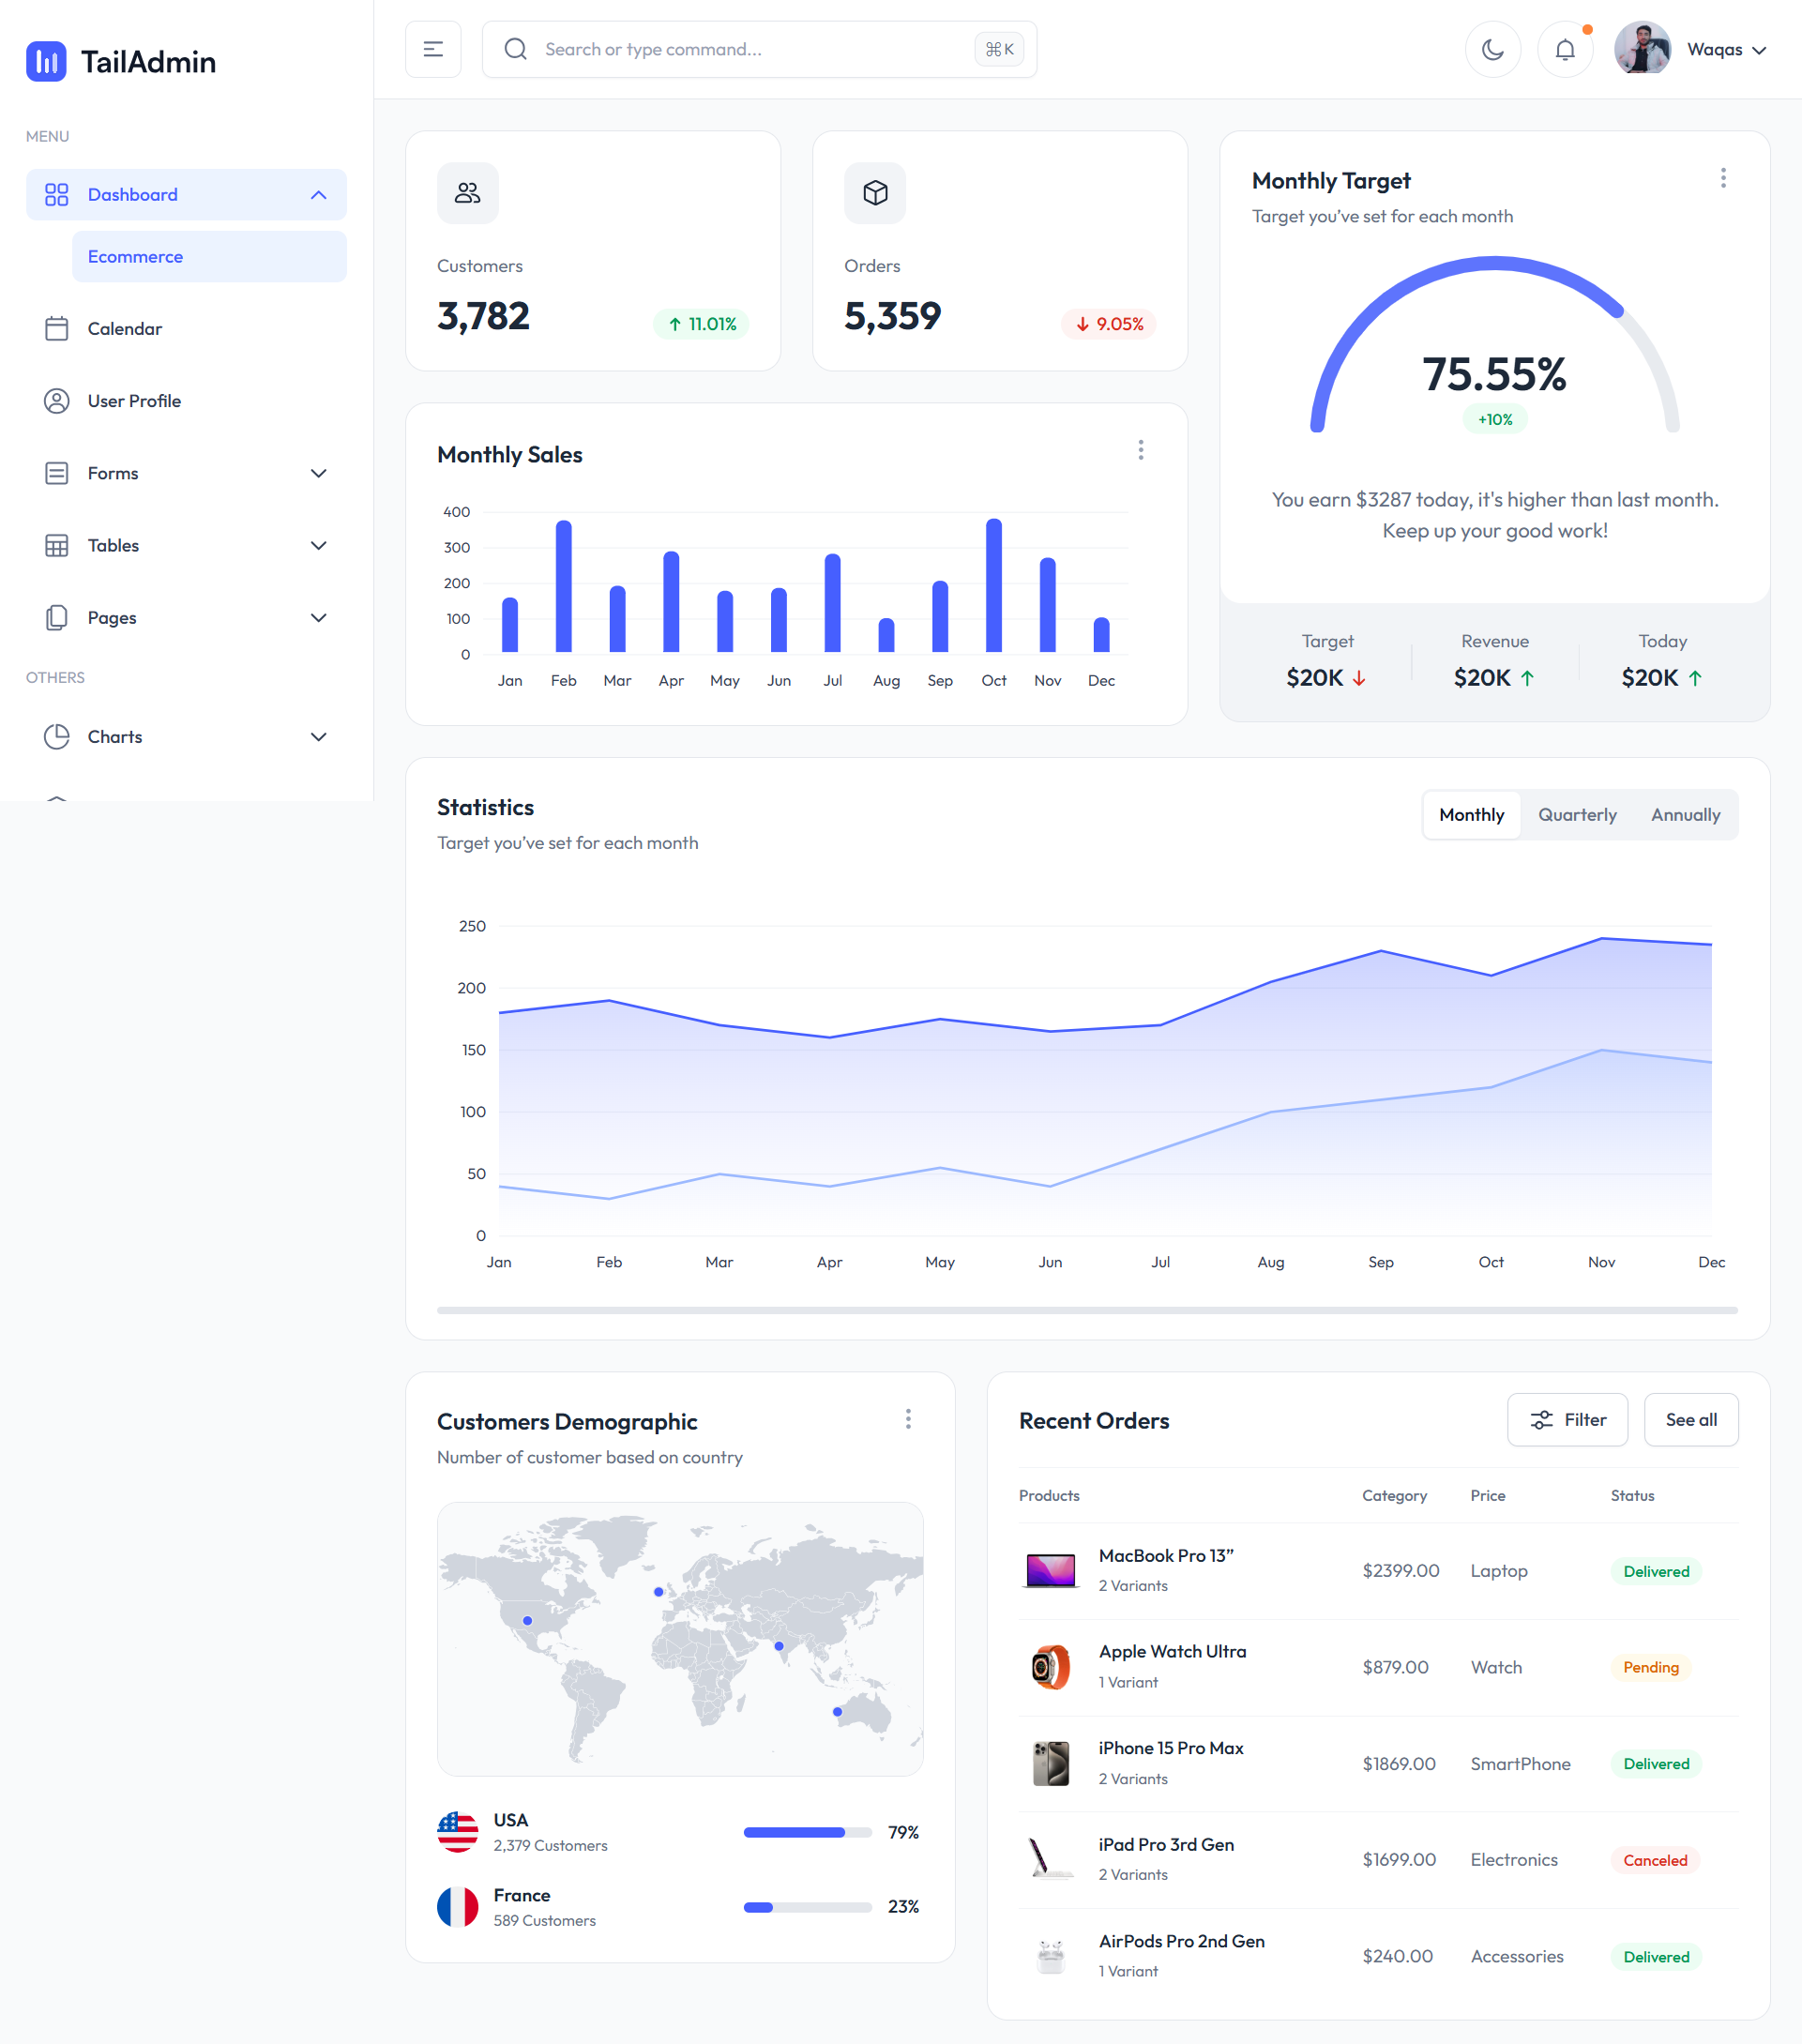 TailAdmin
MENU
Dashboard
Ecommerce
Calendar
User Profile
Forms
Tables
Pages
OTHERS
Charts
Search or type command...
⌘K
Waqas
Customers
3,782
↑ 11.01%
Orders
5,359
↓ 9.05%
Monthly Target
Target you’ve set for each month
75.55%
+10%
You earn $3287 today, it's higher than last month.
Keep up your good work!
Target Revenue Today
$20K ↓ $20K ↑ $20K ↑
Monthly Sales
400
300
200
100
0
Jan Feb Mar Apr May Jun Jul Aug Sep Oct Nov Dec
Statistics
Target you’ve set for each month
Monthly Quarterly Annually
250
200
150
100
50
0
Jan Feb Mar Apr May Jun Jul Aug Sep Oct Nov Dec
Customers Demographic
Number of customer based on country
USA
2,379 Customers
79%
France
589 Customers
23%
Recent Orders
Filter
See all
Products Category Price Status
MacBook Pro 13”
2 Variants
$2399.00 Laptop Delivered
Apple Watch Ultra
1 Variant
$879.00 Watch Pending
iPhone 15 Pro Max
2 Variants
$1869.00 SmartPhone Delivered
iPad Pro 3rd Gen
2 Variants
$1699.00 Electronics Canceled
AirPods Pro 2nd Gen
1 Variant
$240.00 Accessories Delivered